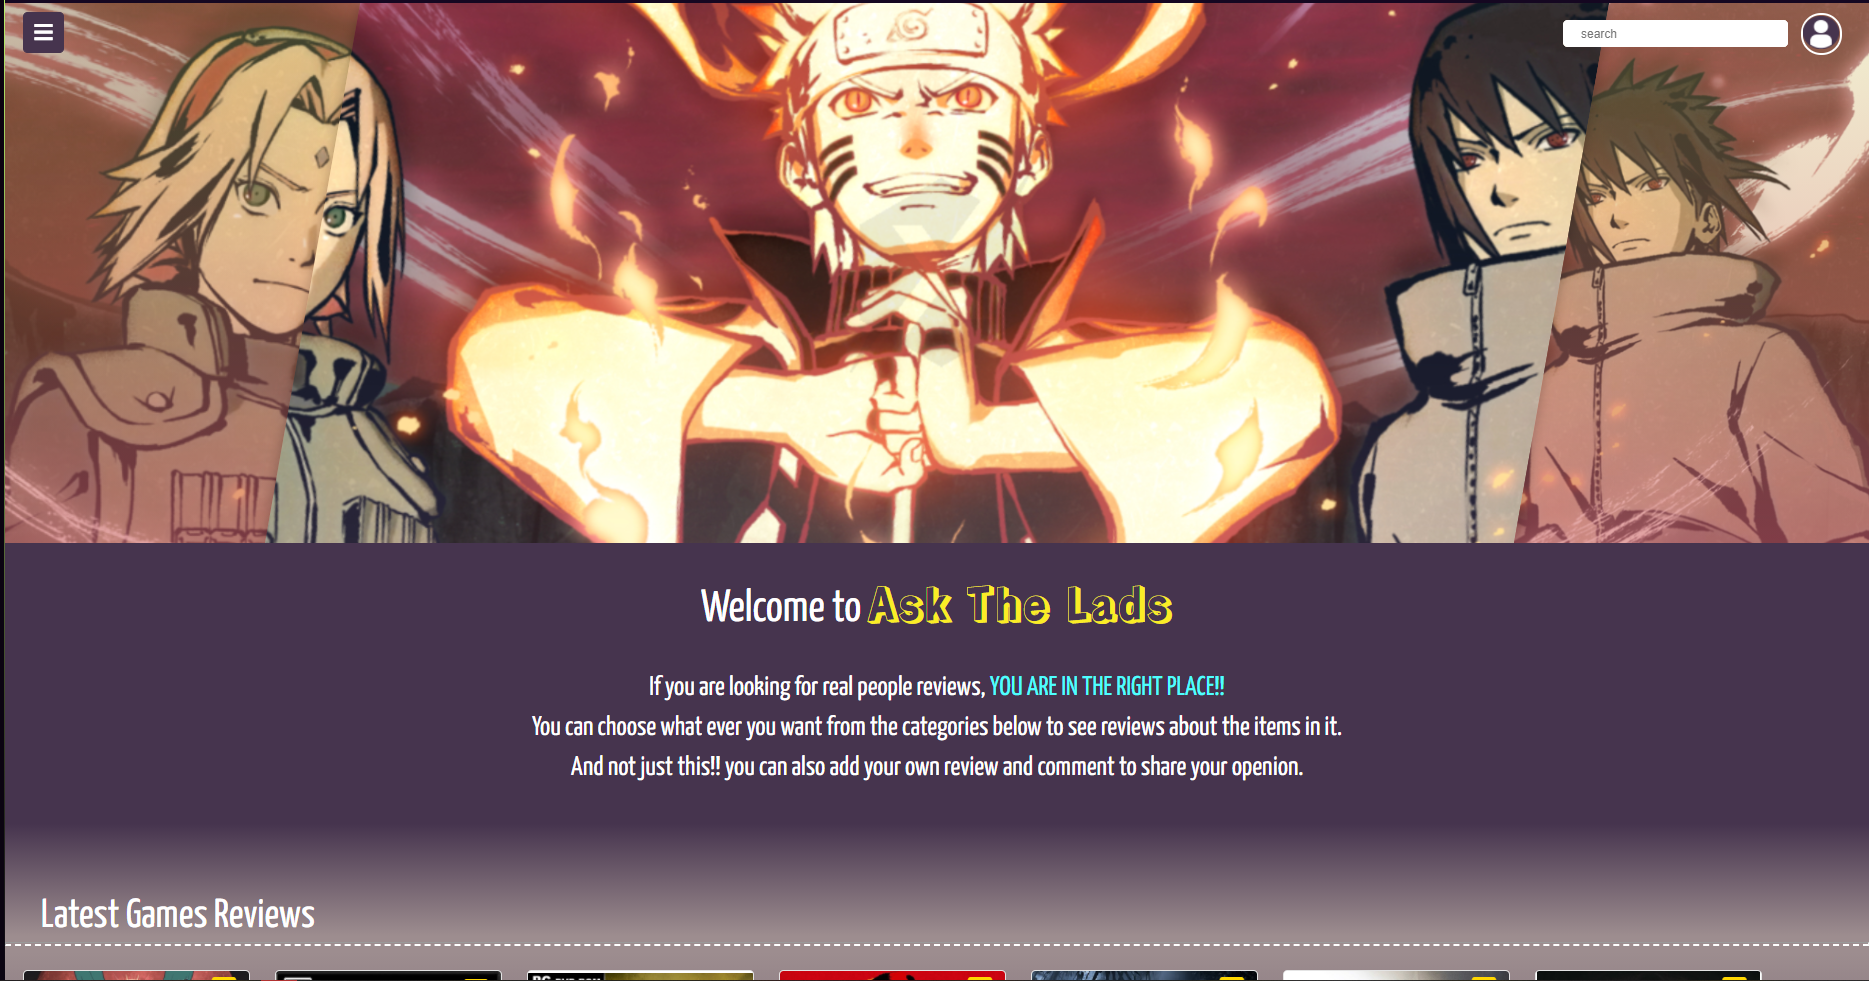 search
Welcome to Ask The Lads
If you are looking for real people reviews, YOU ARE IN THE RIGHT PLACE!!
You can choose what ever you want from the categories below to see reviews about the items in it.
And not just this!! you can also add your own review and comment to share your openion.
Latest Games Reviews